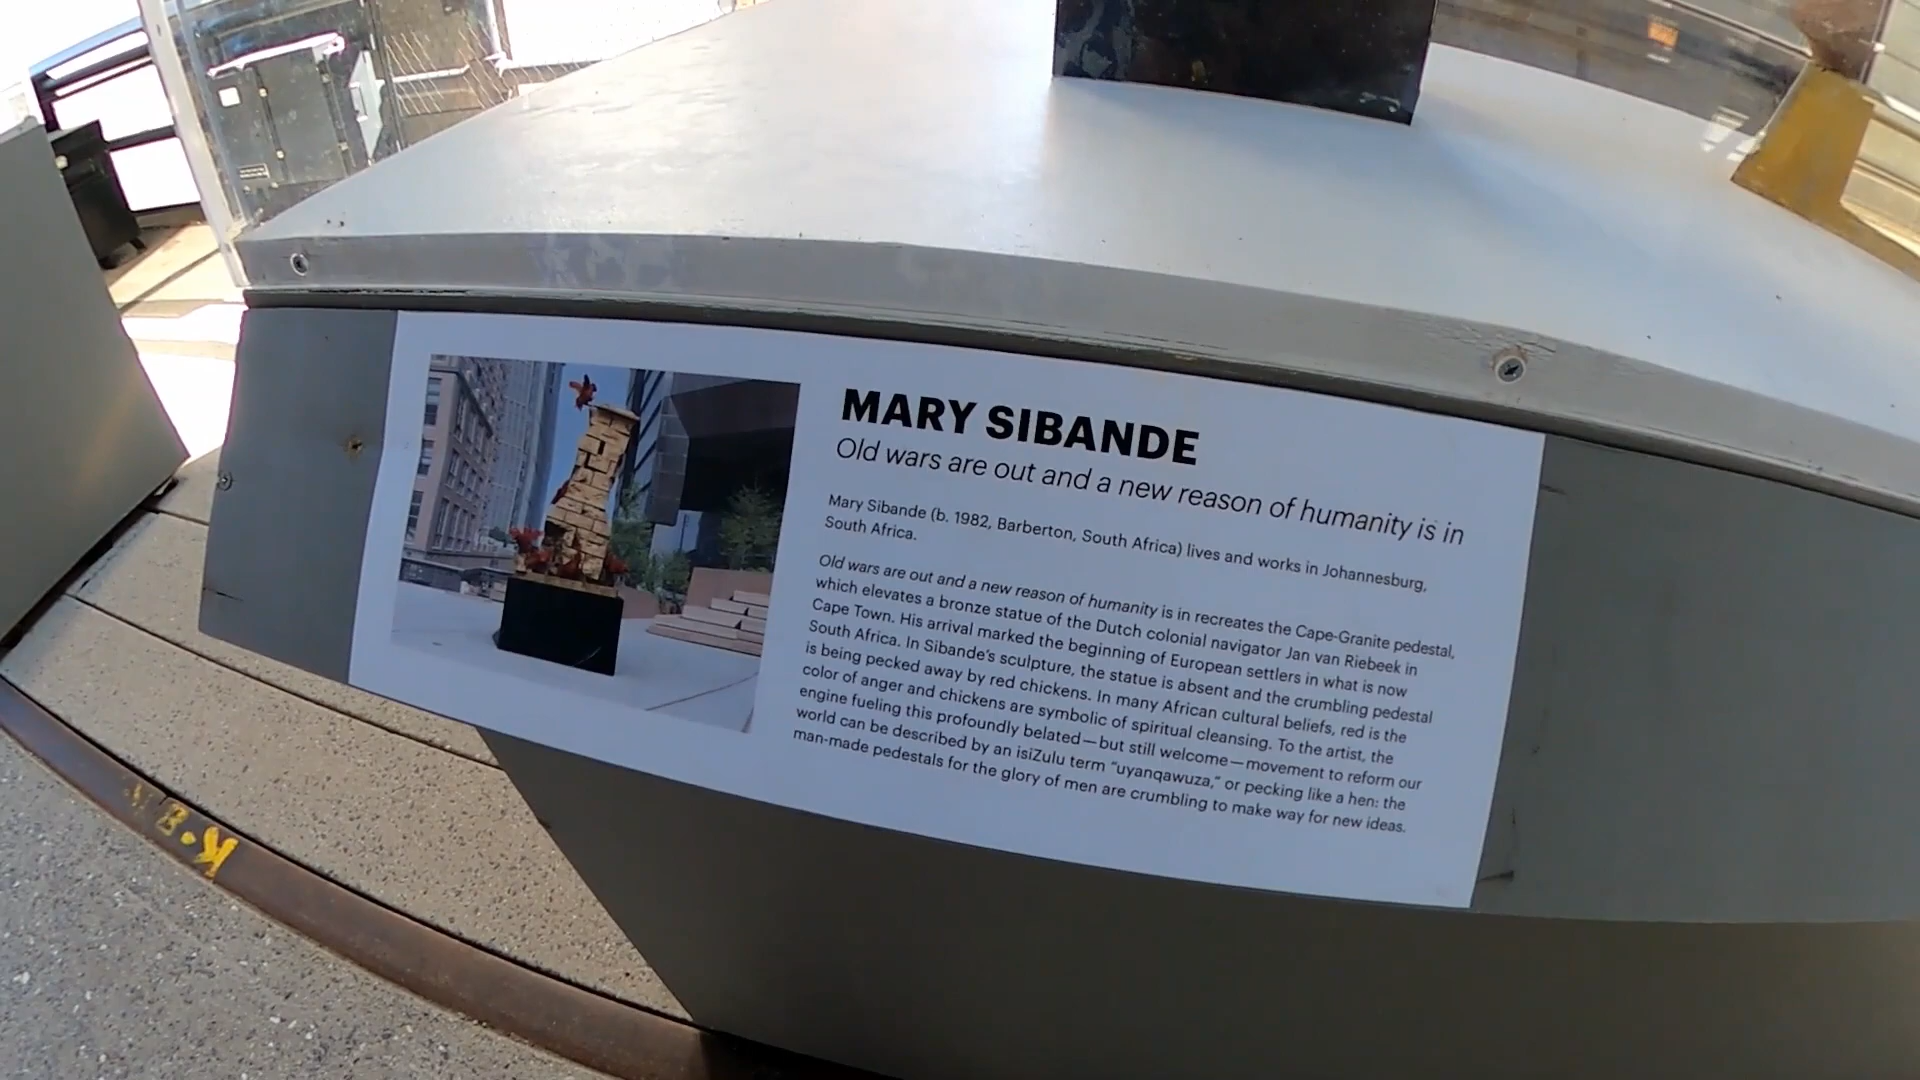 MARY SIBANDE
Old wars are out and a new reason of humanity is in
Mary Sibande (b. 1982, Barberton, South Africa) lives and works in Johannesburg,
South Africa.
Old wars are out and a new reason of humanity is in recreates the Cape-Granite pedestal,
which elevates a bronze statue of the Dutch colonial navigator Jan van Riebeek in
Cape Town. His arrival marked the beginning of European settlers in what is now
South Africa. In Sibande's sculpture, the statue is absent and the crumbling pedestal
is being pecked away by red chickens. In many African cultural beliefs, red is the
color of anger and chickens are symbolic of spiritual cleansing. To the artist, the
engine fueling this profoundly belated—but still welcome—movement to reform our
world can be described by an isiZulu term “uyanqawuza,” or pecking like a hen: the
man-made pedestals for the glory of men are crumbling to make way for new ideas.